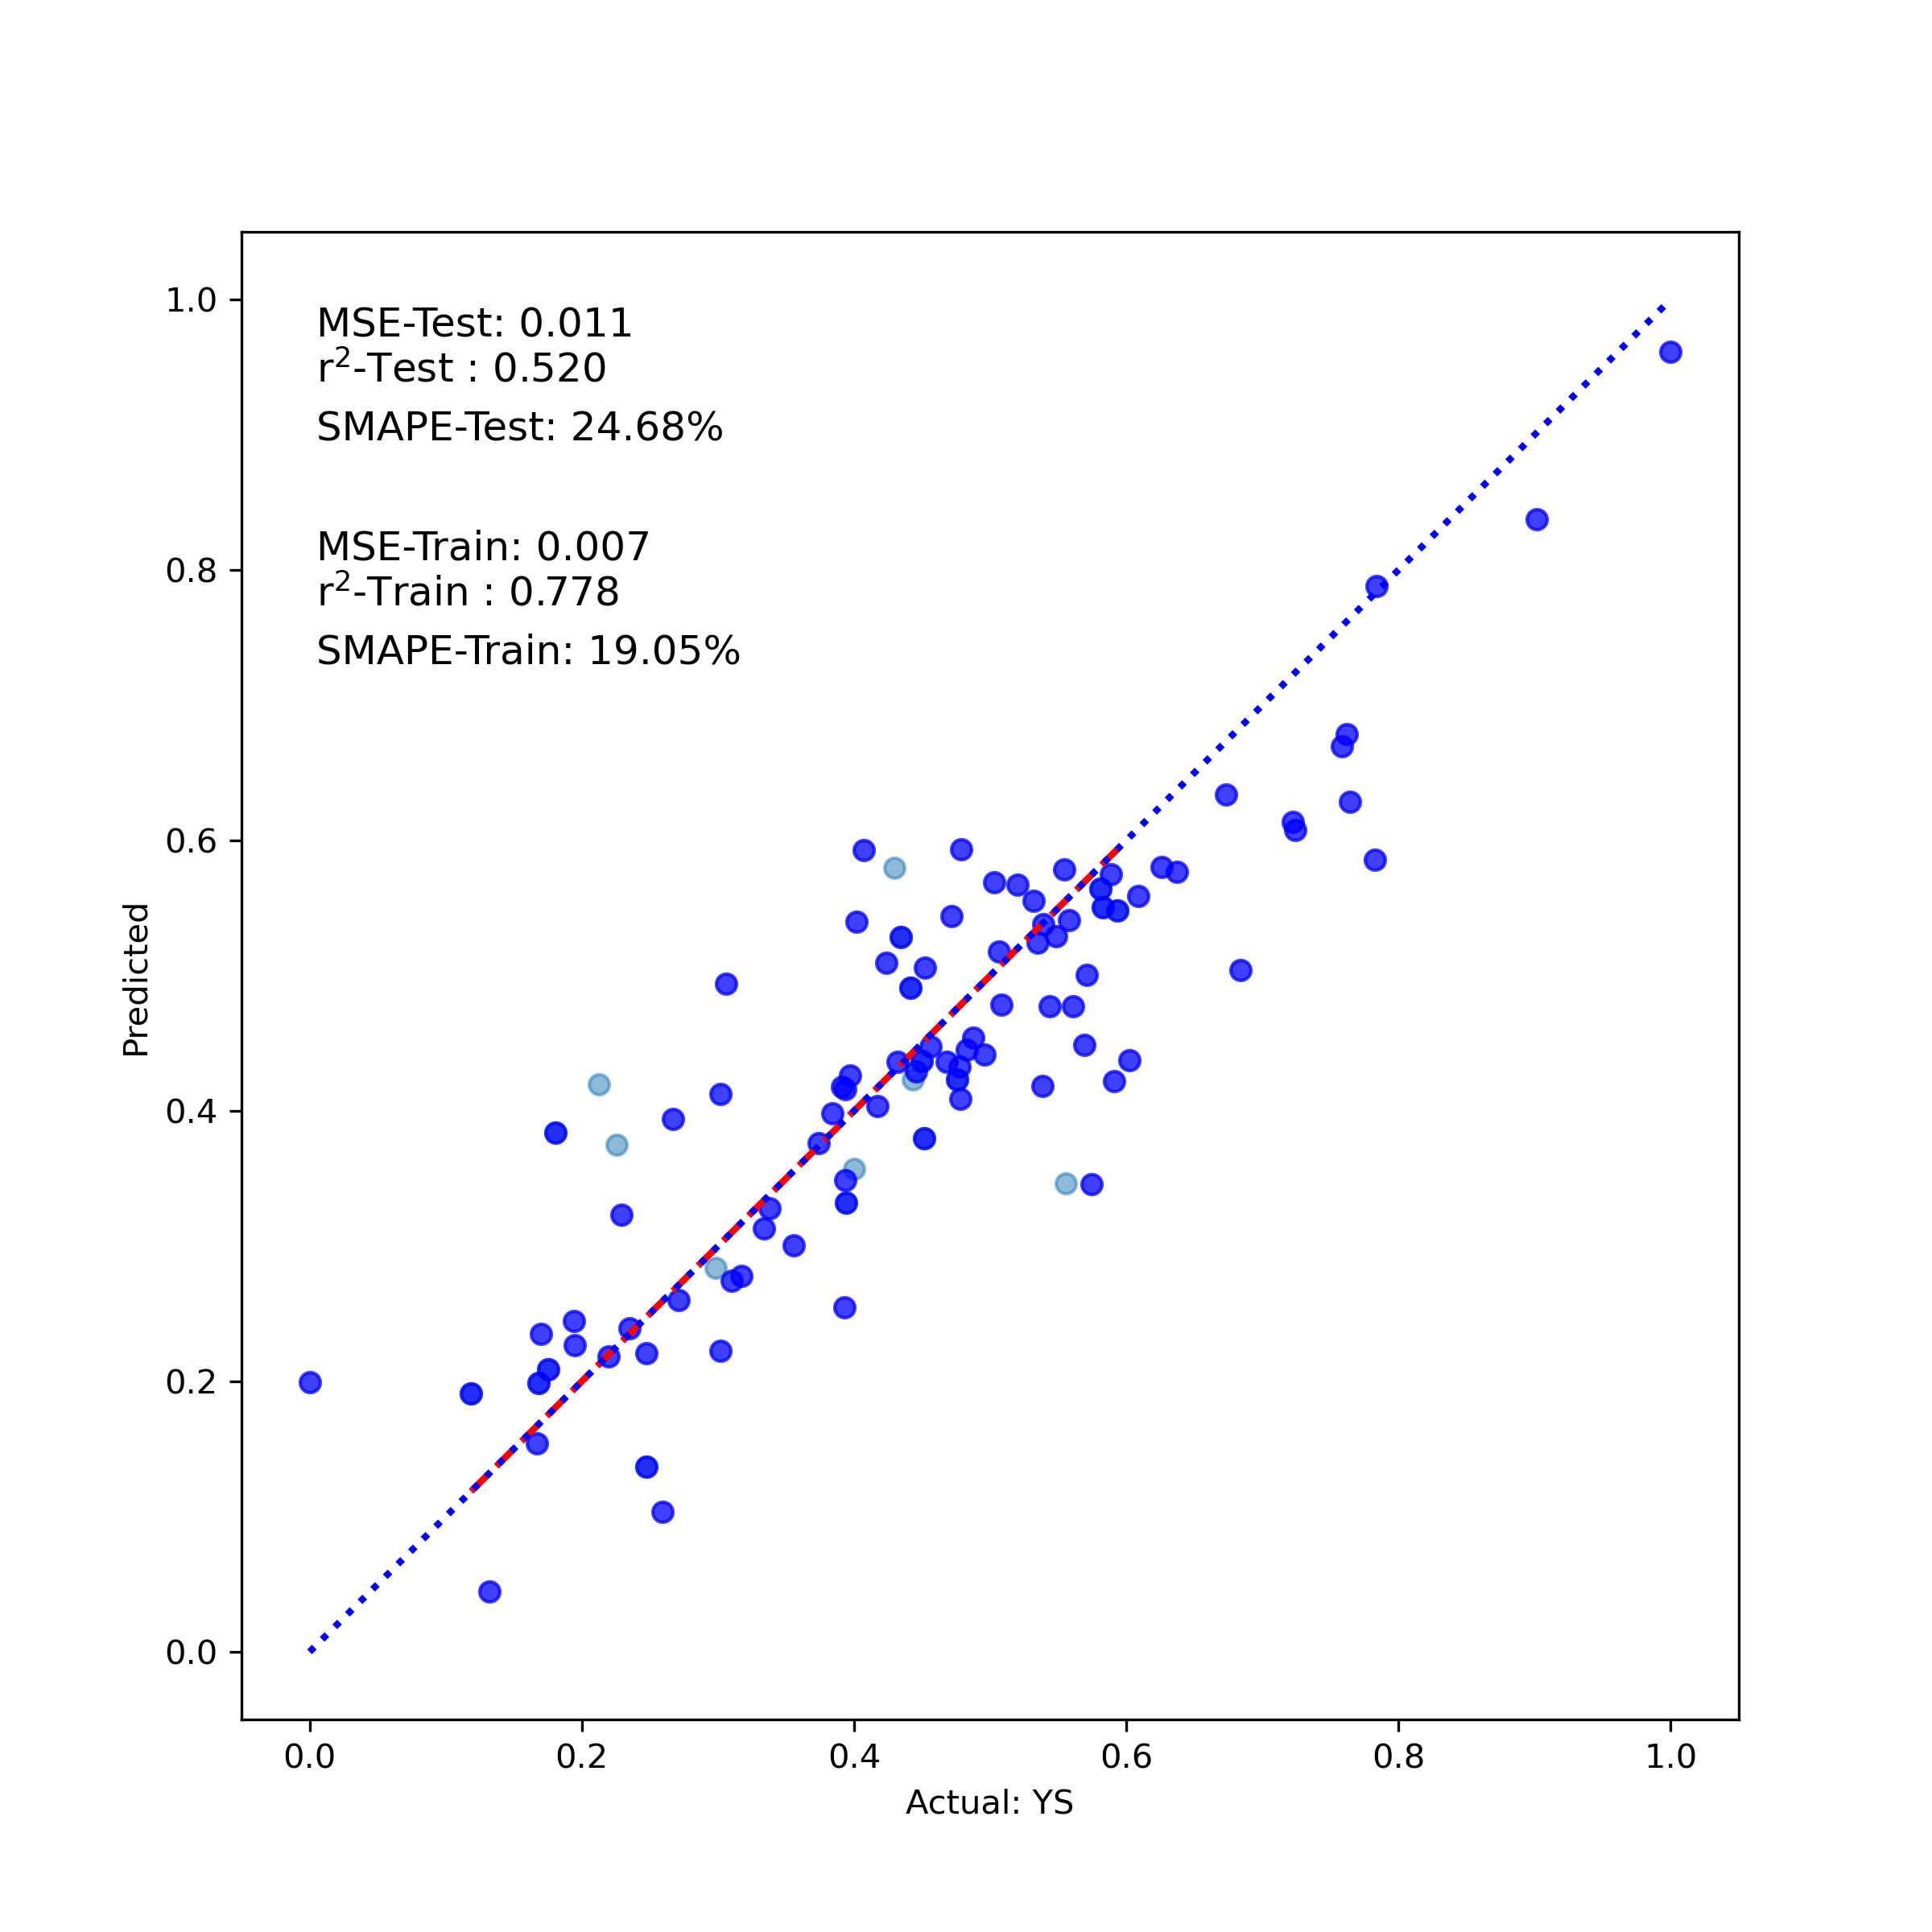 MSE-Test: 0.011
r²-Test : 0.520
SMAPE-Test: 24.68%
MSE-Train: 0.007
r²-Train : 0.778
SMAPE-Train: 19.05%
1.0
0.8
0.6
0.4
0.2
0.0
Predicted
0.0 0.2 0.4 0.6 0.8 1.0
Actual: YS